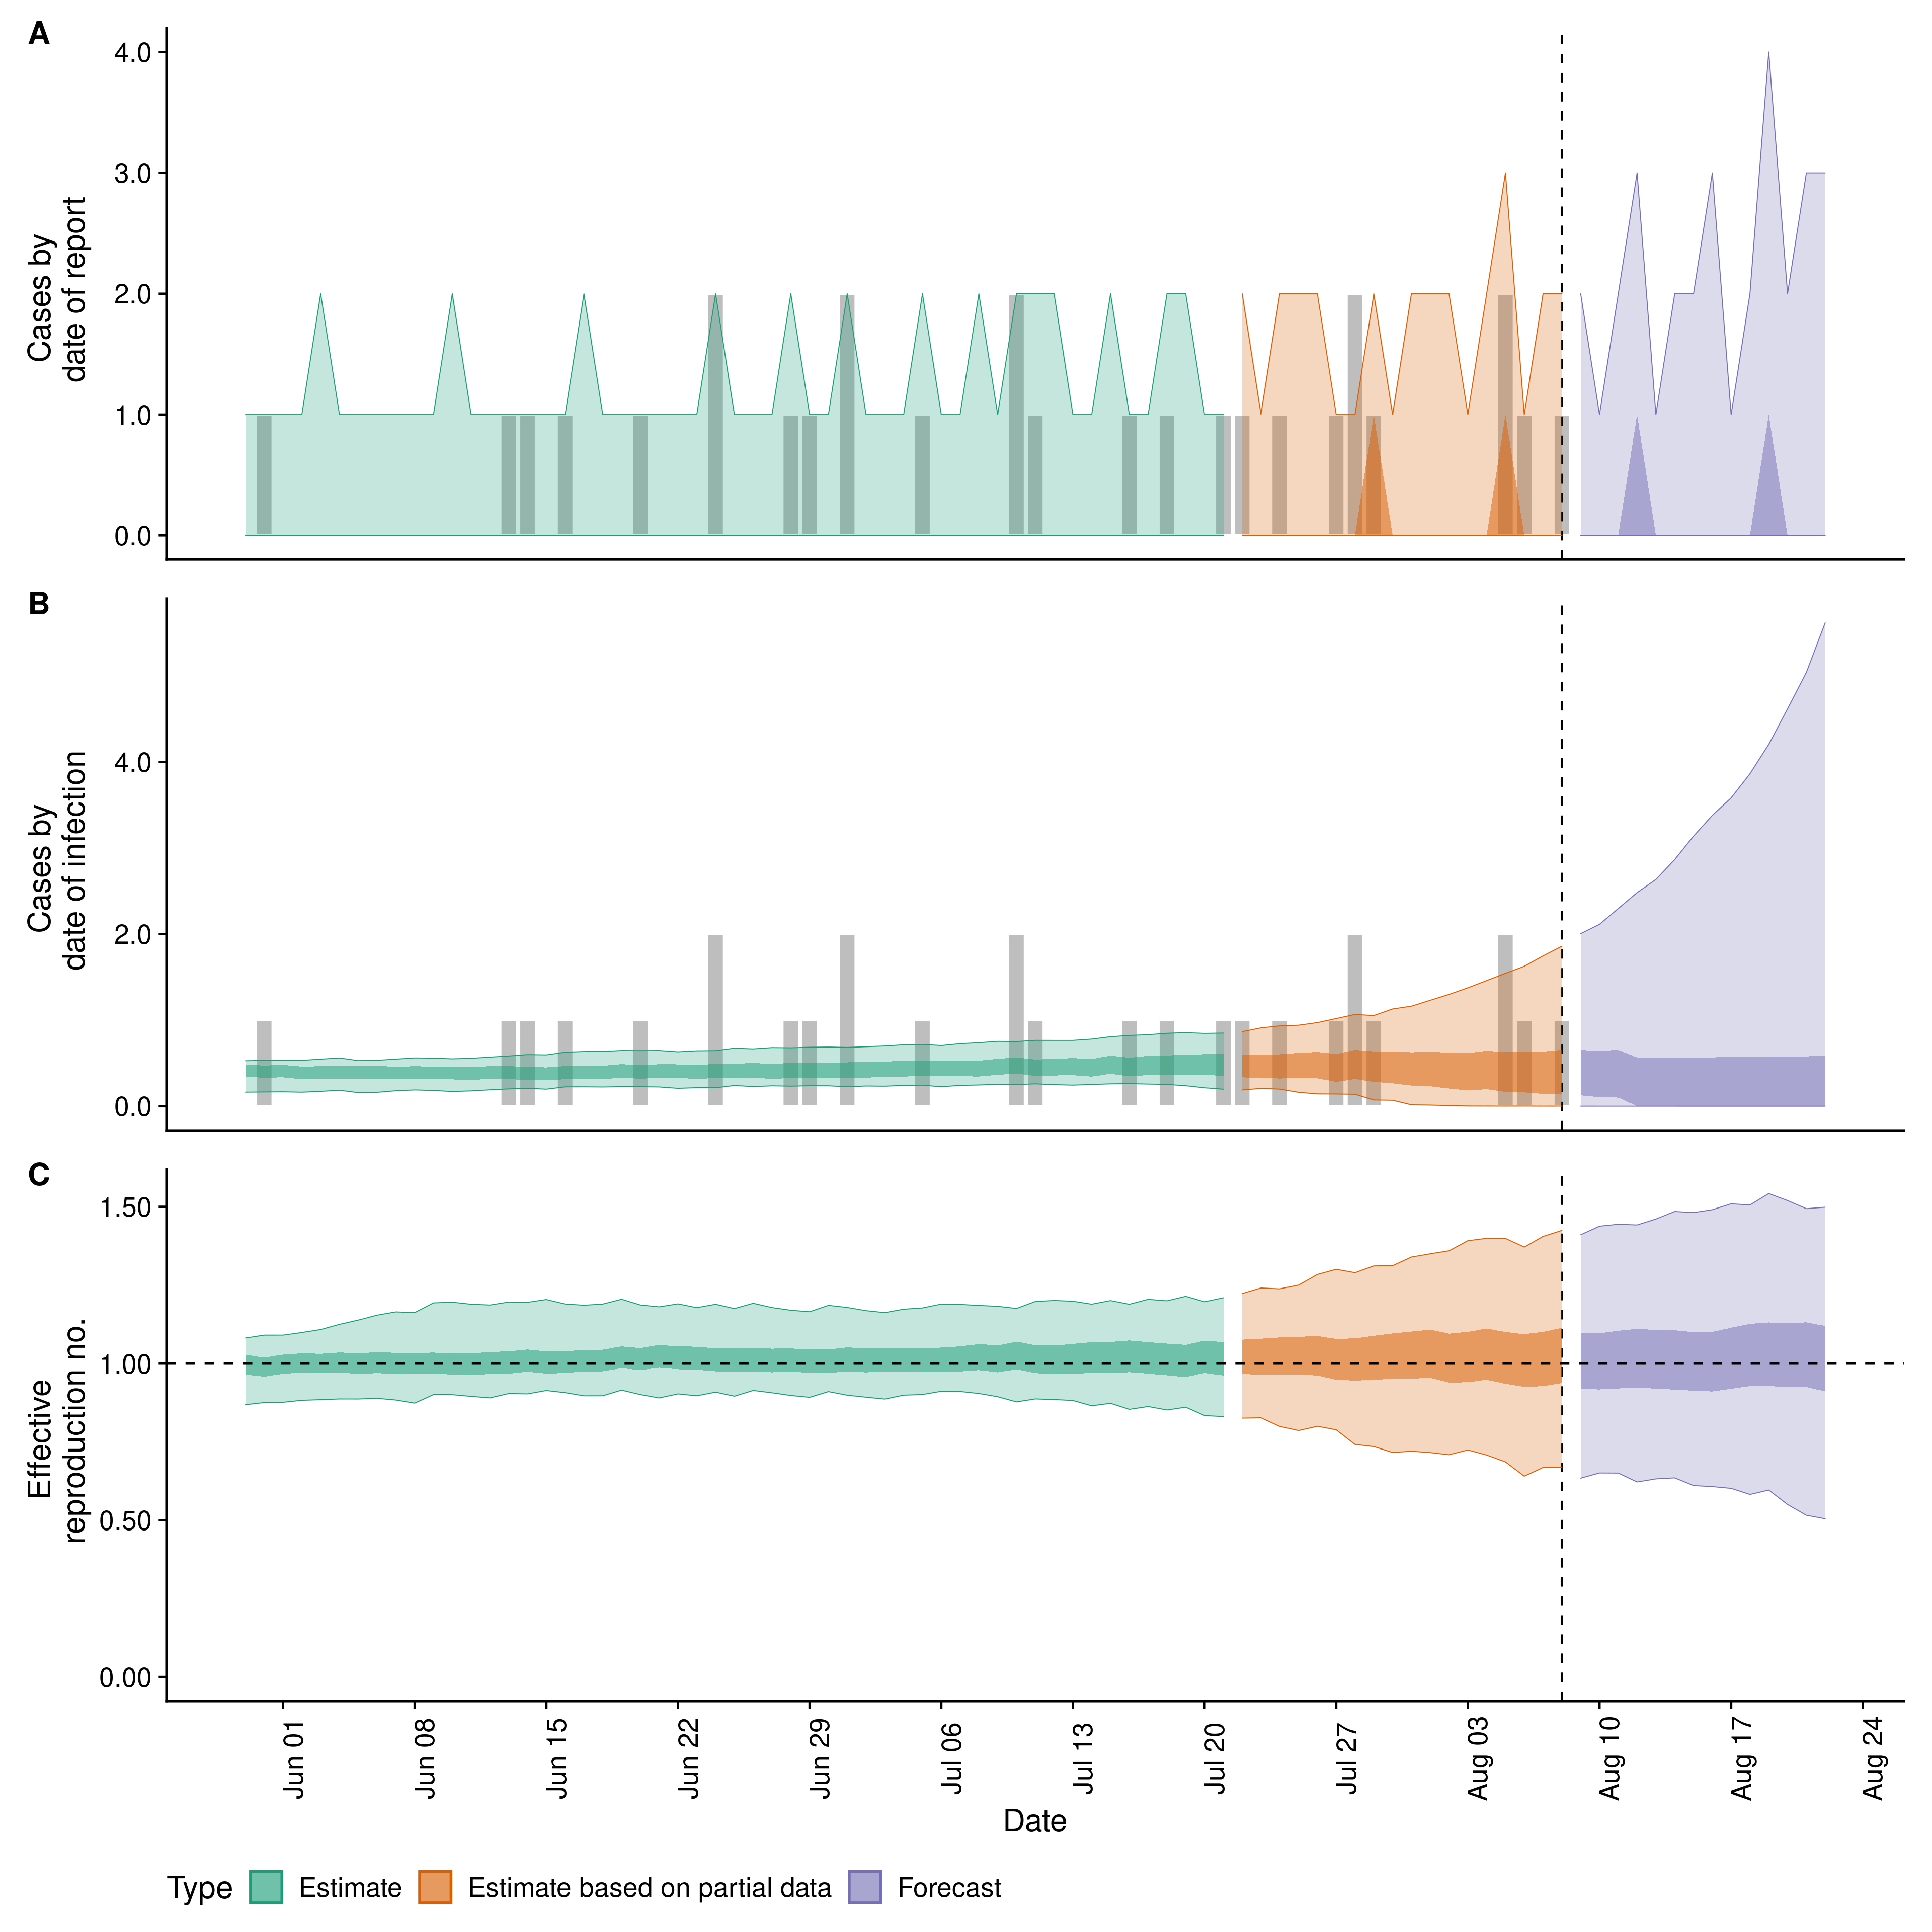 A
4.0
3.0
2.0
1.0
0.0
Cases by
date of report
B
4.0
2.0
0.0
Cases by
date of infection
C
1.50
1.00
0.50
0.00
Effective
reproduction no.
Jun 01
Jun 08
Jun 15
Jun 22
Jun 29
Jul 06
Jul 13
Jul 20
Jul 27
Aug 03
Aug 10
Aug 17
Aug 24
Date
Type Estimate Estimate based on partial data Forecast